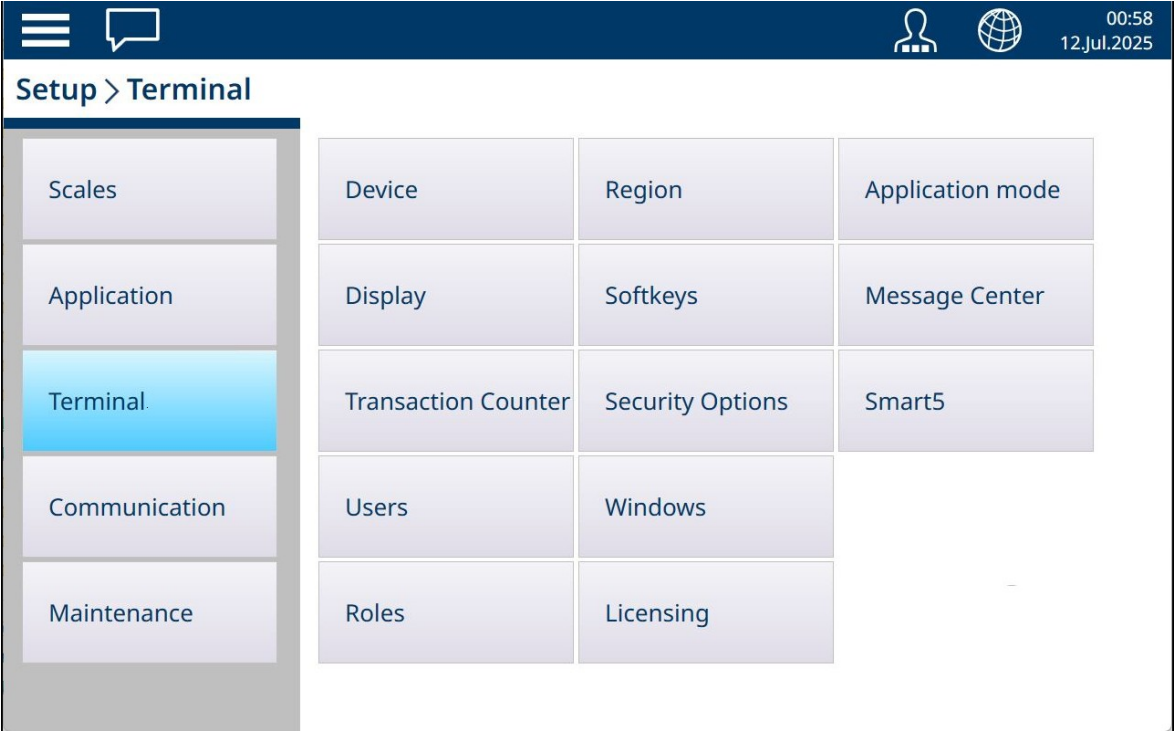 00:58
12.Jul.2025
Setup > Terminal
Scales
Application
Terminal
Communication
Maintenance
Device
Region
Application mode
Display
Softkeys
Message Center
Transaction Counter
Security Options
Smart5
Users
Windows
Roles
Licensing